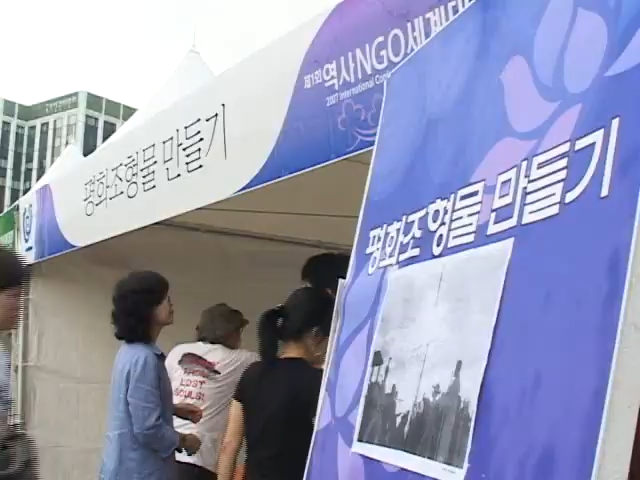 제1회 역사NGO세계대
2007 International Con
평화조형물 만들기
평화조형물 만들기
LOST
SOULS!